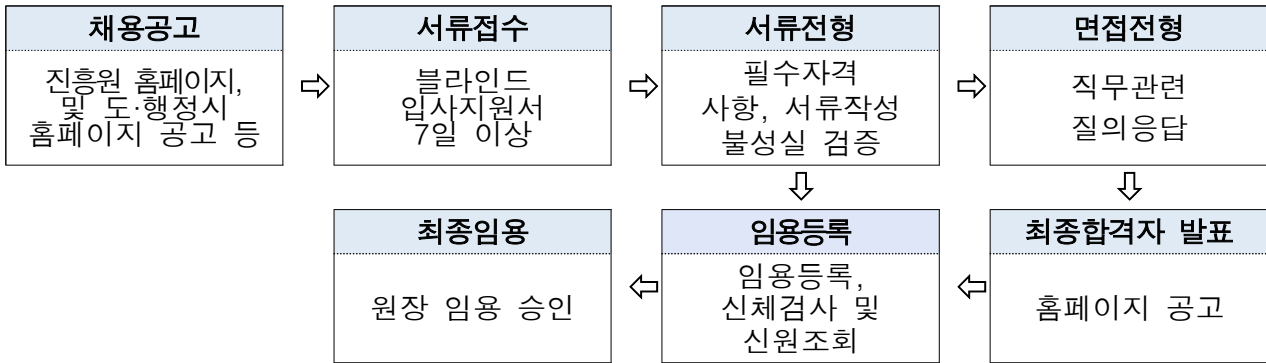 채용공고
진흥원 홈페이지,
및 도·행정시
홈페이지 공고 등
⇨
서류접수
블라인드
입사지원서
7일 이상
⇨
서류전형
필수자격
사항, 서류작성
불성실 검증
⇨
면접전형
직무관련
질의응답
⇩
⇩
최종임용
원장 임용 승인
⇦
임용등록
임용등록,
신체검사 및
신원조회
⇦
최종합격자 발표
홈페이지 공고